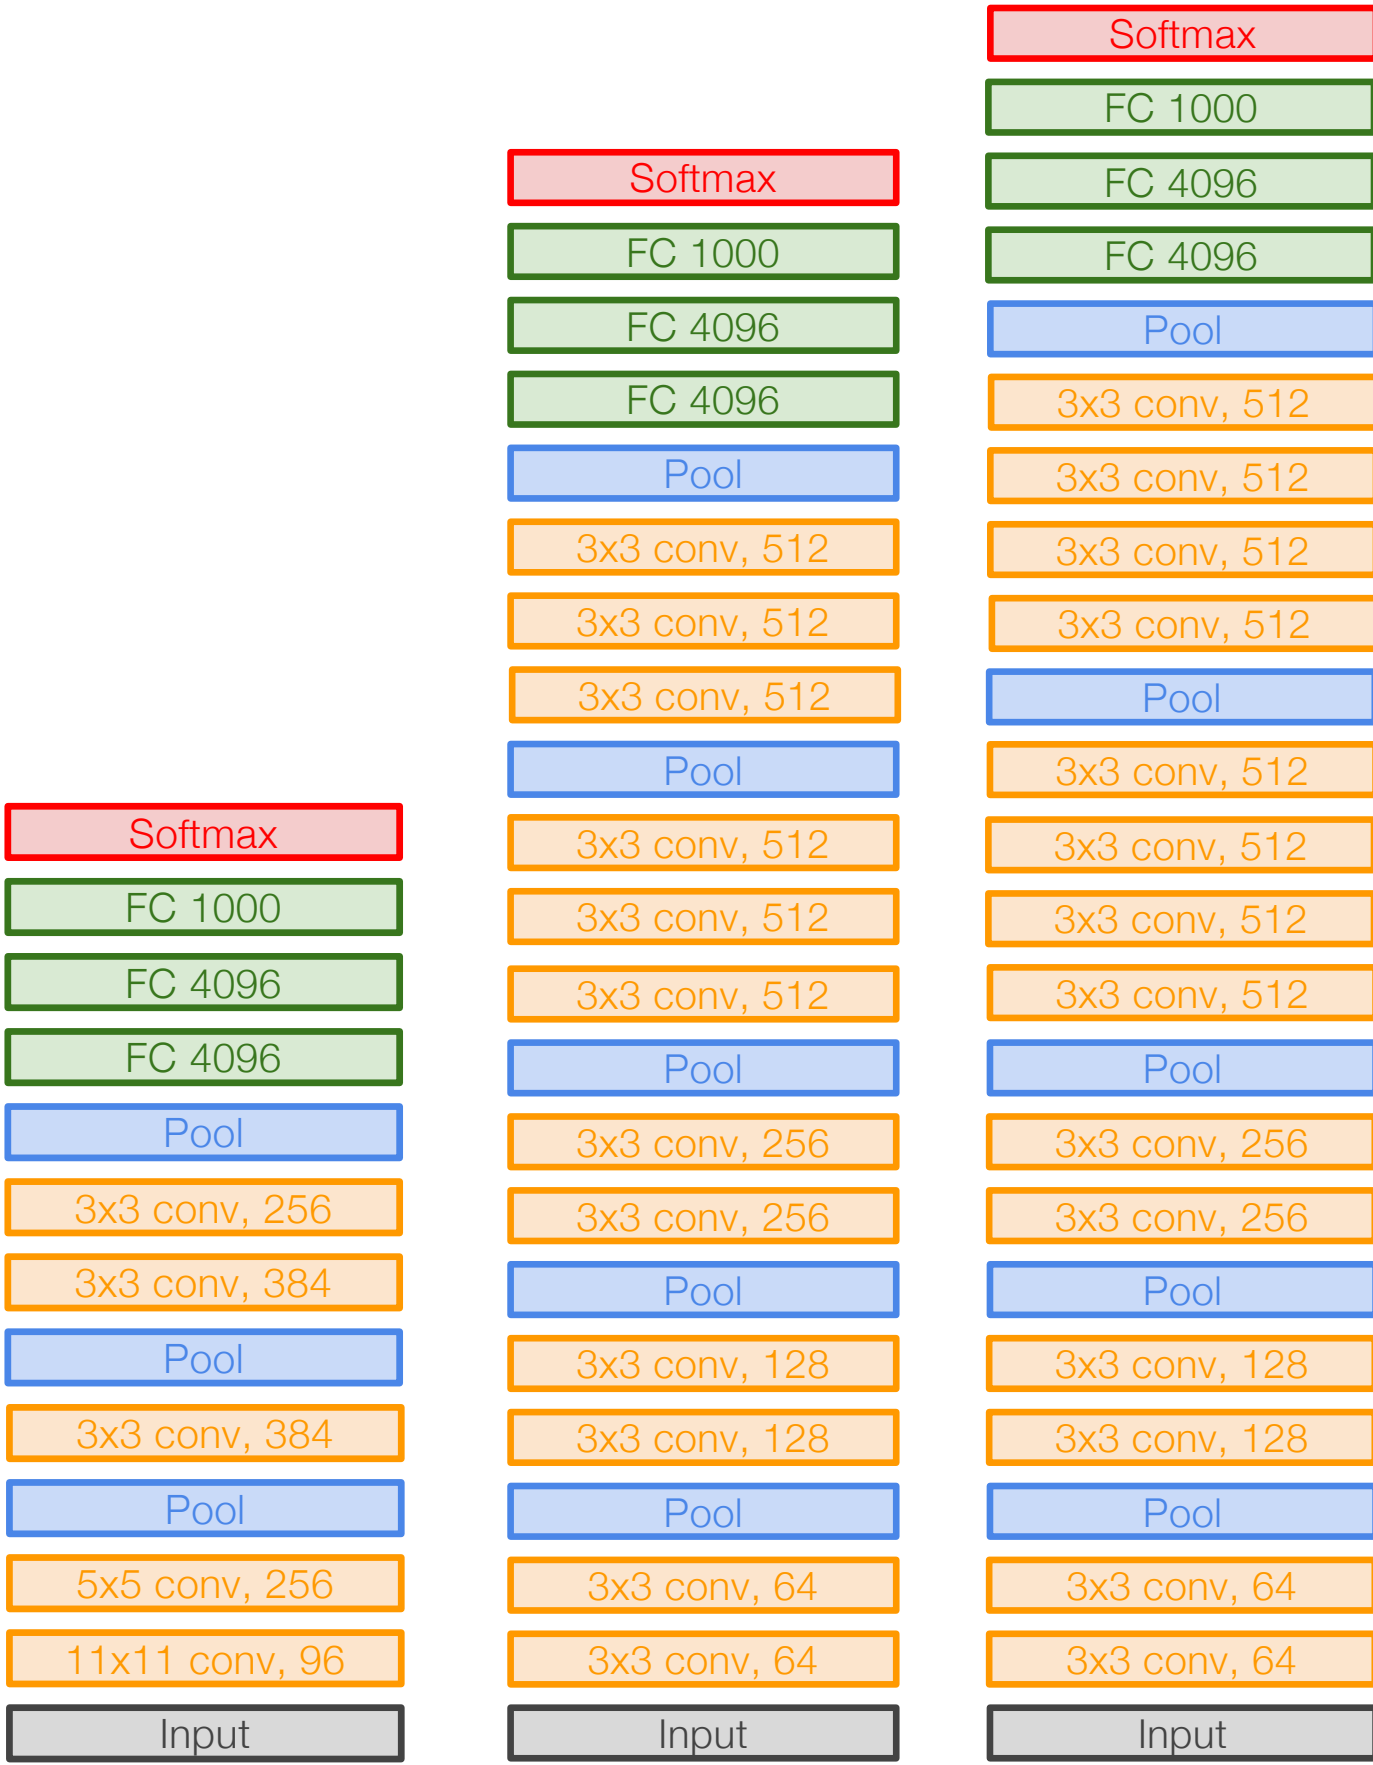 Softmax
FC 1000
FC 4096
FC 4096
Pool
3x3 conv, 256
3x3 conv, 384
Pool
3x3 conv, 384
Pool
5x5 conv, 256
11x11 conv, 96
Input
Softmax
FC 1000
FC 4096
FC 4096
Pool
3x3 conv, 512
3x3 conv, 512
3x3 conv, 512
Pool
3x3 conv, 512
3x3 conv, 512
3x3 conv, 512
Pool
3x3 conv, 256
3x3 conv, 256
Pool
3x3 conv, 128
3x3 conv, 128
Pool
3x3 conv, 64
3x3 conv, 64
Input
Softmax
FC 1000
FC 4096
FC 4096
Pool
3x3 conv, 512
3x3 conv, 512
3x3 conv, 512
3x3 conv, 512
Pool
3x3 conv, 512
3x3 conv, 512
3x3 conv, 512
3x3 conv, 512
Pool
3x3 conv, 256
3x3 conv, 256
Pool
3x3 conv, 128
3x3 conv, 128
Pool
3x3 conv, 64
3x3 conv, 64
Input